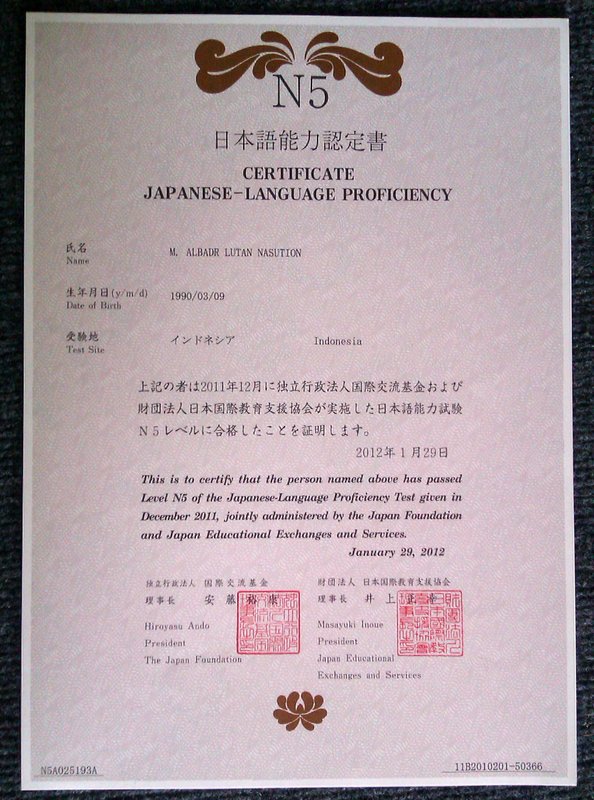 N5
日本語能力認定書
CERTIFICATE
JAPANESE-LANGUAGE PROFICIENCY
氏名
Name
M. ALBADR LUTAN NASUTION
生年月日(y/m/d)
Date of Birth
1990/03/09
受験地
Test Site
インドネシア Indonesia
上記の者は2011年12月に独立行政法人国際交流基金および
財団法人日本国際教育支援協会が実施した日本語能力試験
N5レベルに合格したことを証明します。
2012年1月29日
This is to certify that the person named above has passed
Level N5 of the Japanese-Language Proficiency Test given in
December 2011, jointly administered by the Japan Foundation
and Japan Educational Exchanges and Services.
January 29, 2012
独立行政法人 国際交流基金
理事長 安藤裕康
Hiroyasu Ando
President
The Japan Foundation
財団法人 日本国際教育支援協会
理事長 井上正幸
Masayuki Inoue
President
Japan Educational
Exchanges and Services
N5A025193A
11B2010201-50366